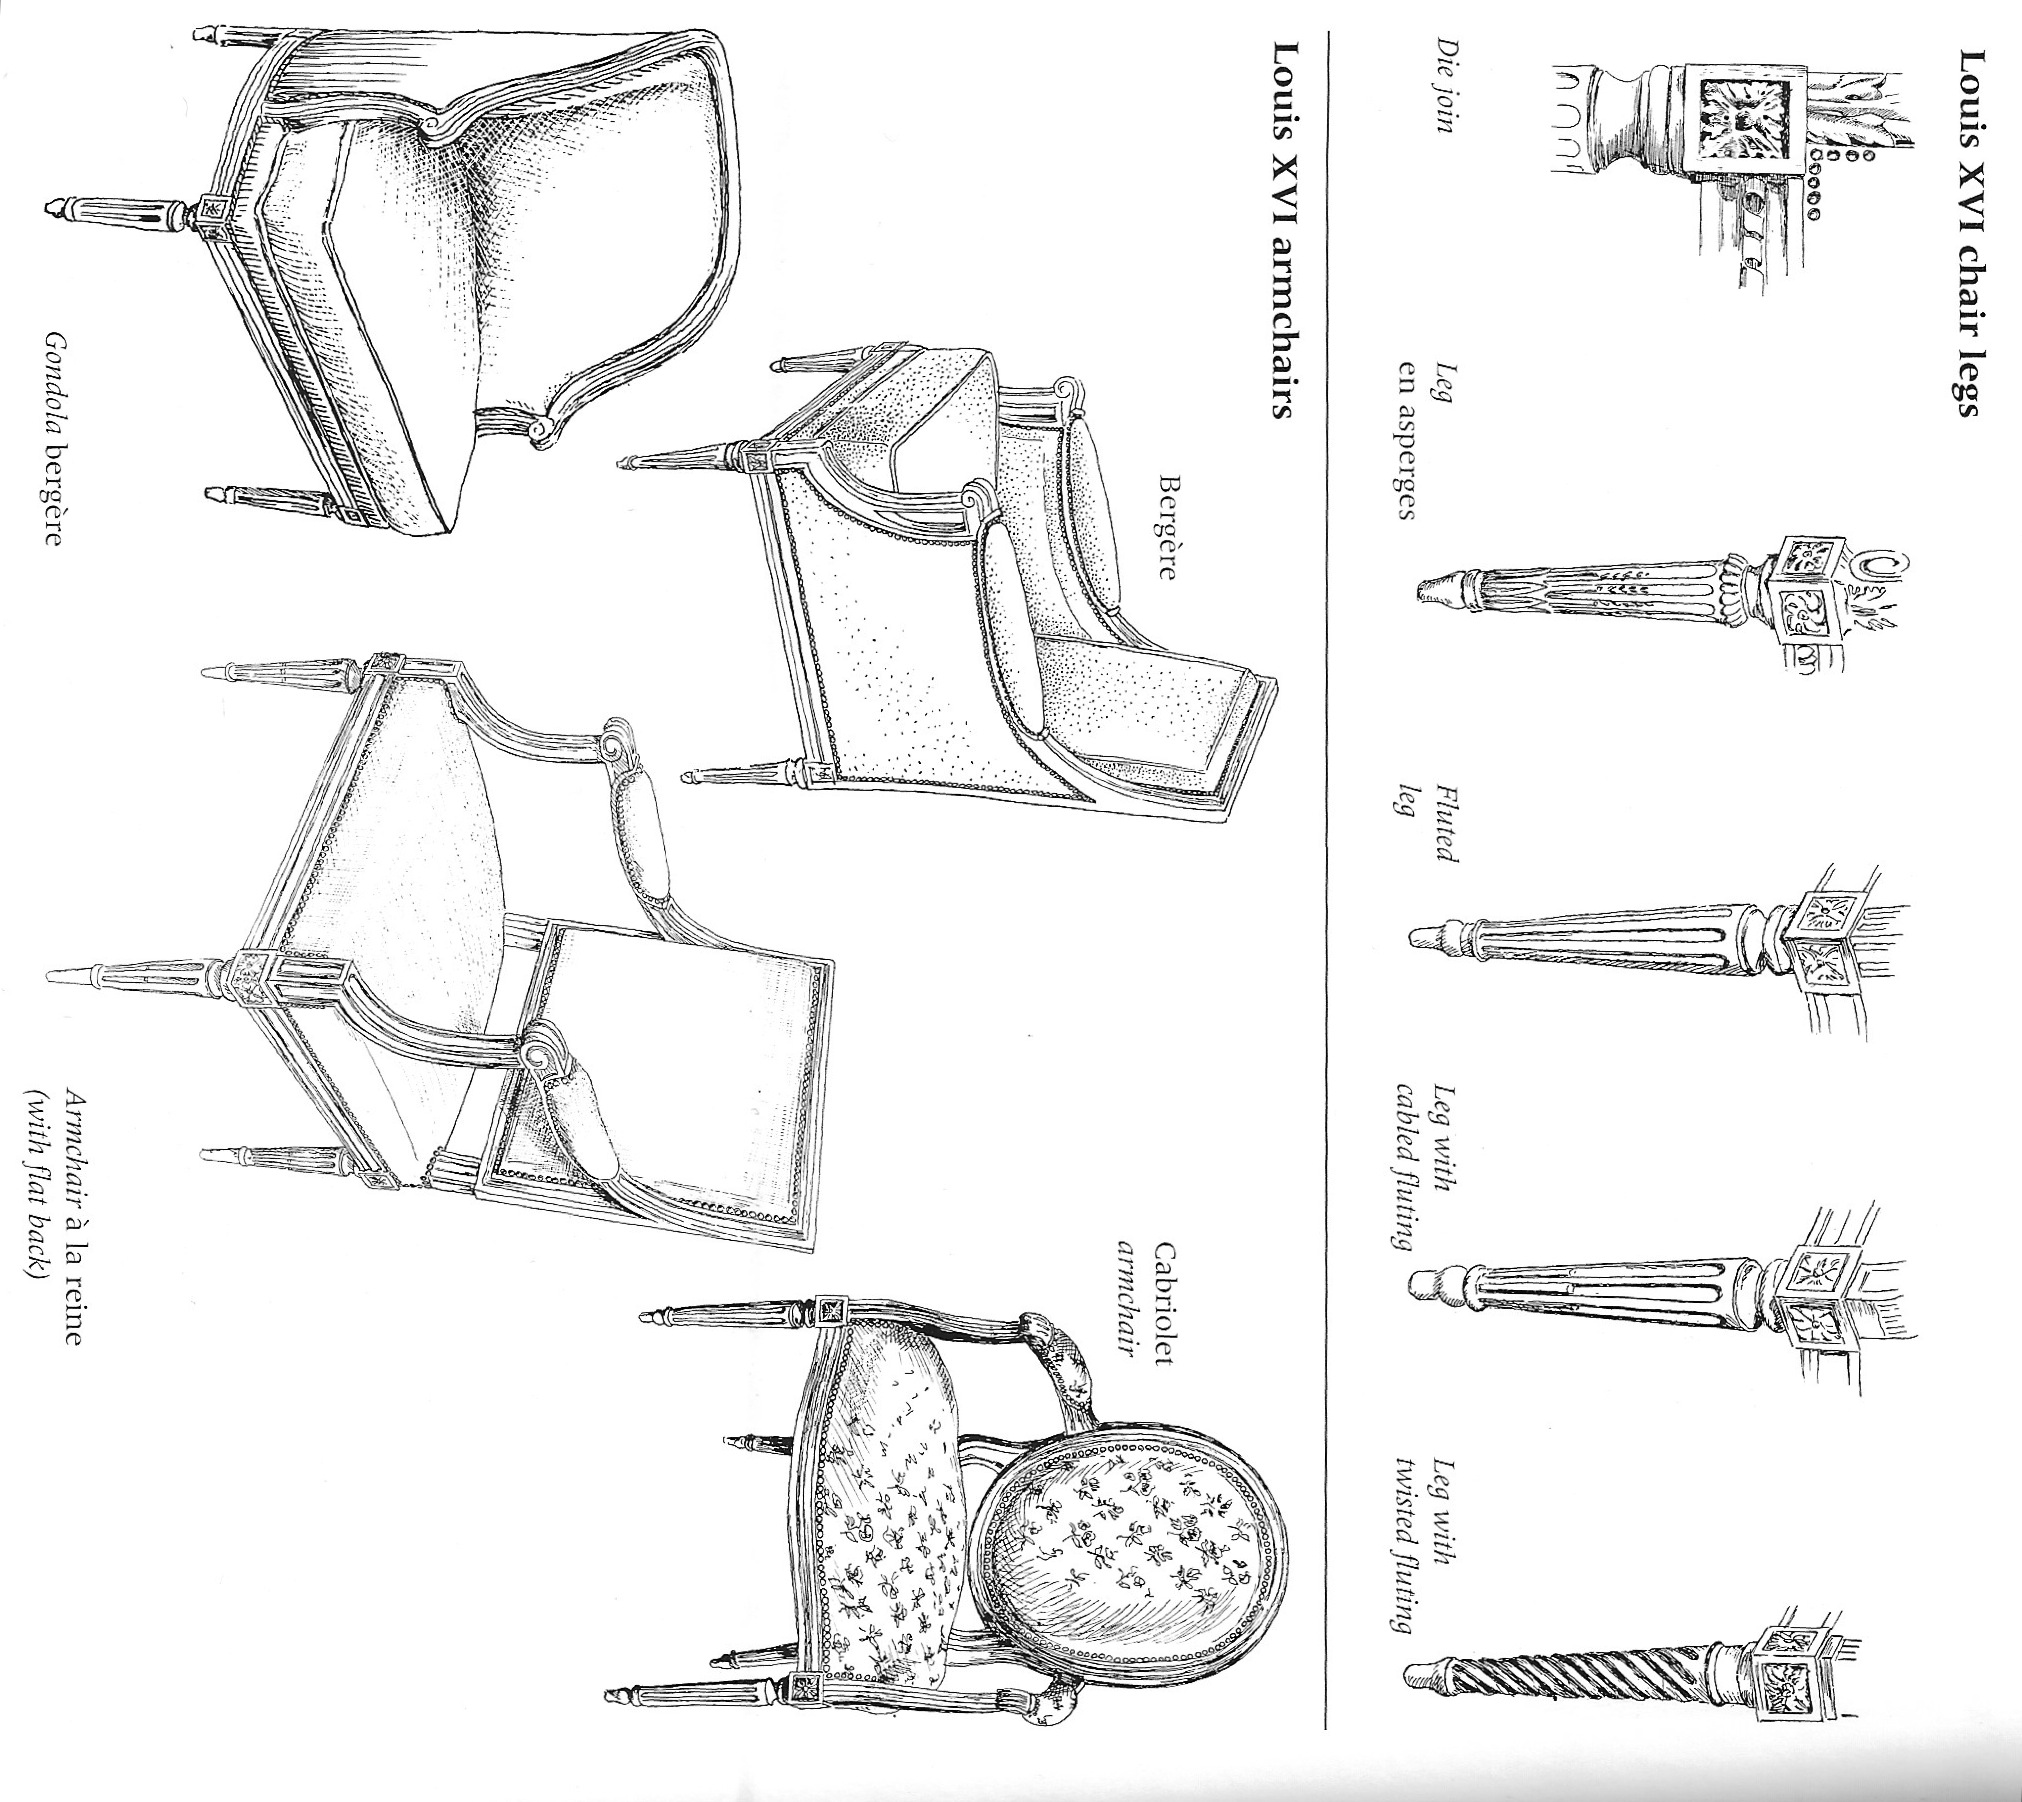 Louis XVI chair legs
Die join
Leg
en asperges
Fluted
leg
Leg with
cabled fluting
Leg with
twisted fluting
Louis XVI armchairs
Bergère
Cabriolet
armchair
Gondola bergère
Armchair à la reine
(with flat back)